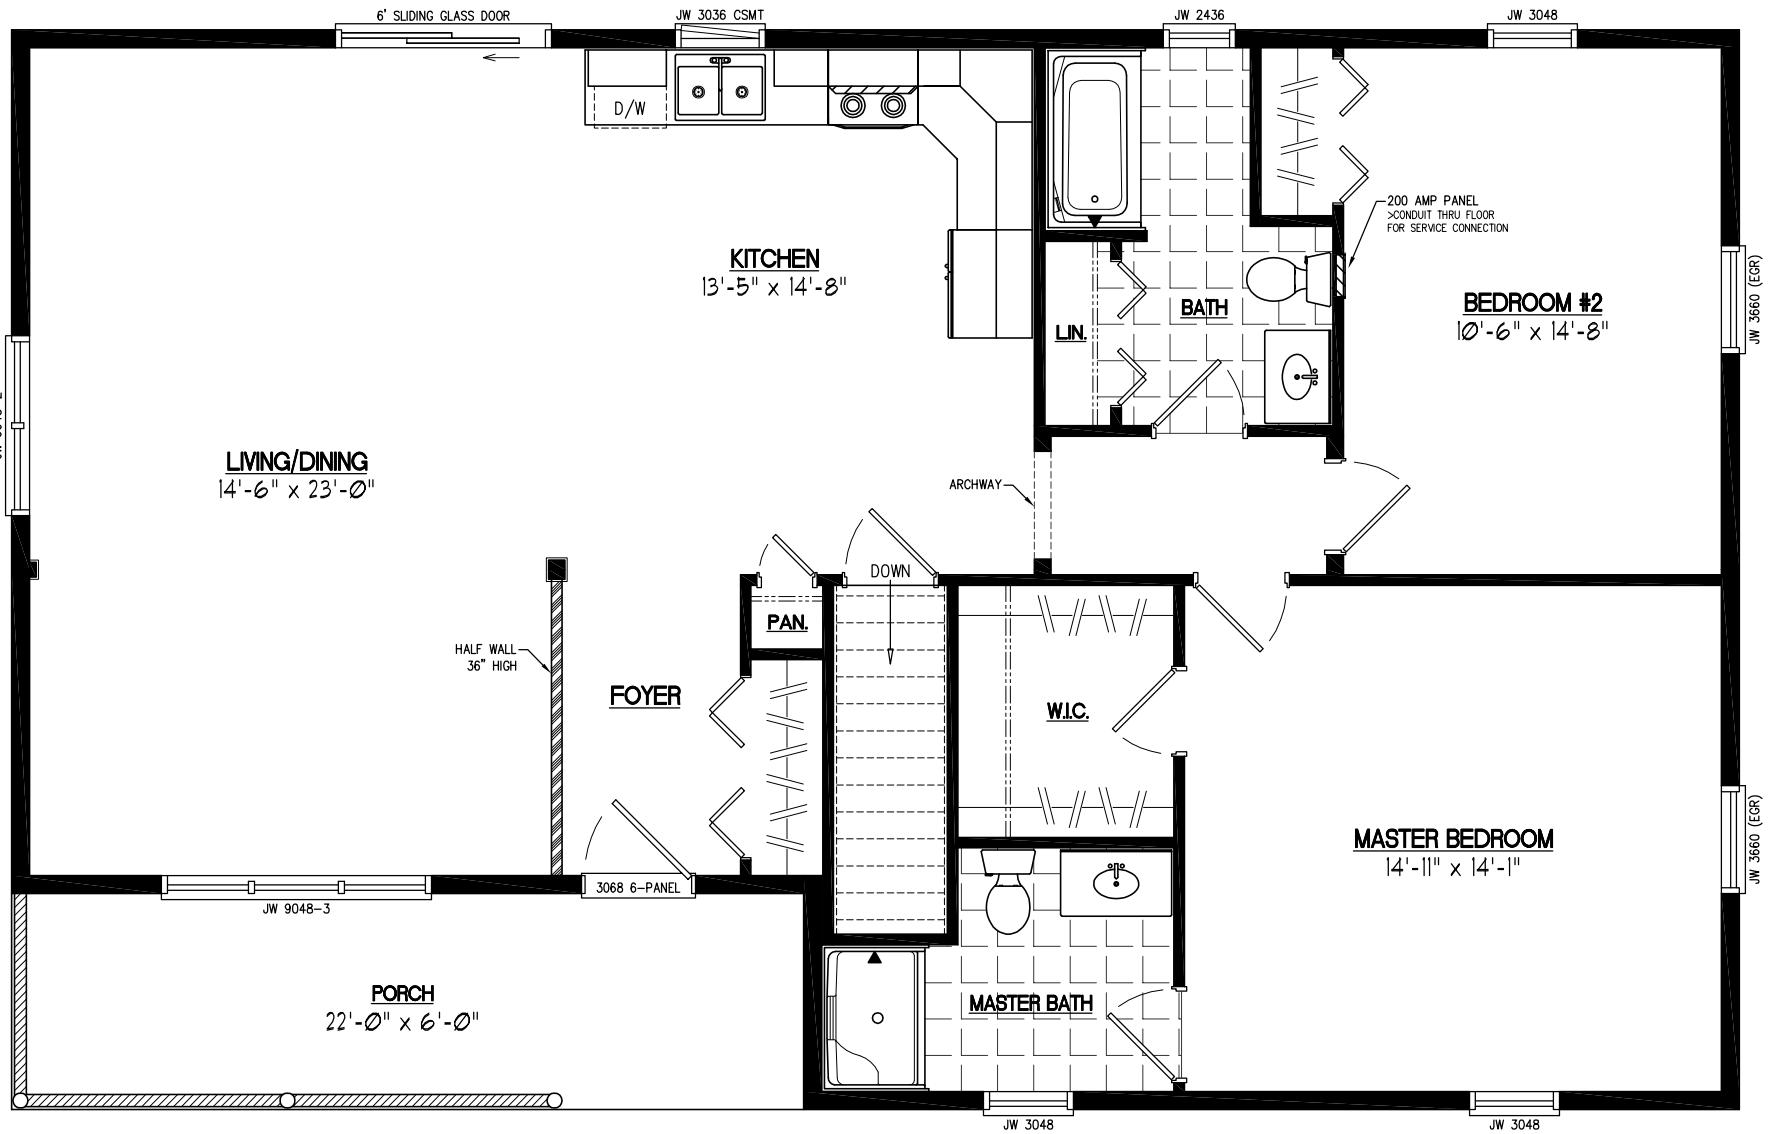 6' SLIDING GLASS DOOR
JW 3036 CSMT
JW 2436
JW 3048
D/W
200 AMP PANEL
>CONDUIT THRU FLOOR
FOR SERVICE CONNECTION
KITCHEN
13'-5" x 14'-8"
BATH
LIN.
BEDROOM #2
10'-6" x 14'-8"
JW 3660 (EGR)
LIVING/DINING
14'-6" x 23'-0"
ARCHWAY
DOWN
PAN.
HALF WALL
36" HIGH
FOYER
W.I.C.
MASTER BEDROOM
14'-11" x 14'-1"
JW 3660 (EGR)
3068 6-PANEL
JW 9048-3
PORCH
22'-0" x 6'-0"
MASTER BATH
JW 3048
JW 3048